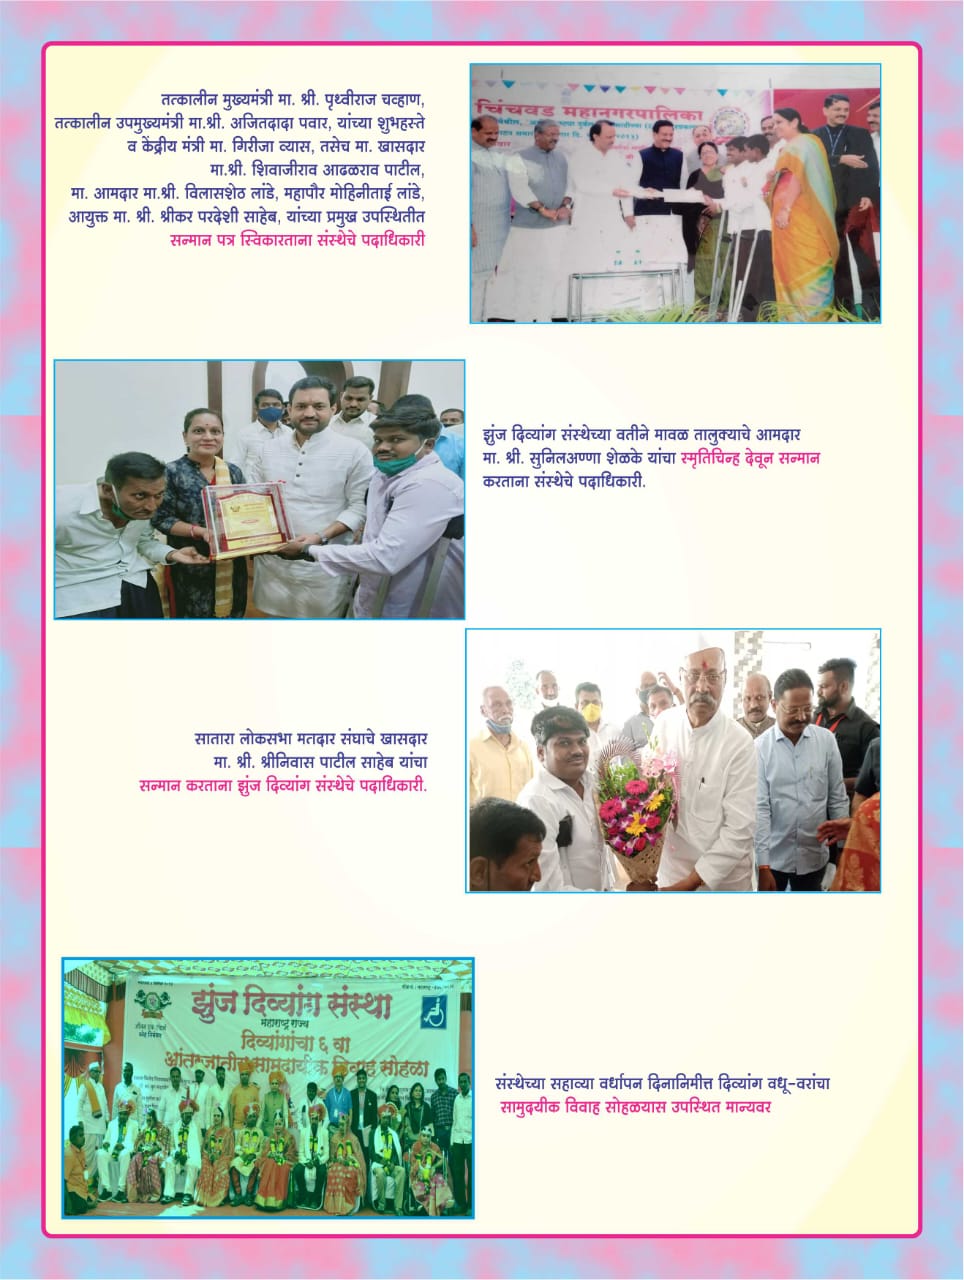 तत्कालीन मुख्यमंत्री मा. श्री. पृथ्वीराज चव्हाण,
तत्कालीन उपमुख्यमंत्री मा.श्री. अजितदादा पवार, यांच्या शुभहस्ते
व केंद्रीय मंत्री मा. गिरीजा व्यास, तसेच मा. खासदार
मा.श्री. शिवाजीराव आढळराव पाटील,
मा. आमदार मा.श्री. विलासशेठ लांडे, महापौर मोहिनीताई लांडे,
आयुक्त मा. श्री. श्रीकर परदेशी साहेब, यांच्या प्रमुख उपस्थितीत
सन्मान पत्र स्विकारताना संस्थेचे पदाधिकारी
चिंचवड महानगरपालिका
झुंज दिव्यांग संस्थेच्या वतीने मावळ तालुक्याचे आमदार
मा. श्री. सुनिलअण्णा शेळके यांचा स्मृतिचिन्ह देवून सन्मान
करताना संस्थेचे पदाधिकारी.
सातारा लोकसभा मतदार संघाचे खासदार
मा. श्री. श्रीनिवास पाटील साहेब यांचा
सन्मान करताना झुंज दिव्यांग संस्थेचे पदाधिकारी.
झुंज दिव्यांग संस्था
महाराष्ट्र राज्य
दिव्यांगांचा ६ वा
आंतरजातीय सामुदायीक विवाह सोहळा
संस्थेच्या सहाव्या वर्धापन दिनानिमीत्त दिव्यांग वधू-वरांचा
सामुदयीक विवाह सोहळयास उपस्थित मान्यवर